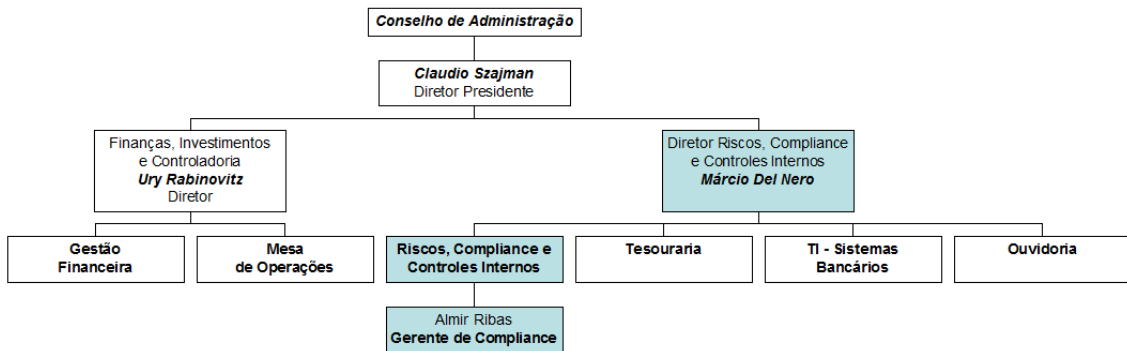 Conselho de Administração
Claudio Szajman
Diretor Presidente
Finanças, Investimentos
e Controladoria
Ury Rabinovitz
Diretor
Diretor Riscos, Compliance
e Controles Internos
Márcio Del Nero
Gestão
Financeira
Mesa
de Operações
Riscos, Compliance e
Controles Internos
Tesouraria
TI - Sistemas
Bancários
Ouvidoria
Almir Ribas
Gerente de Compliance